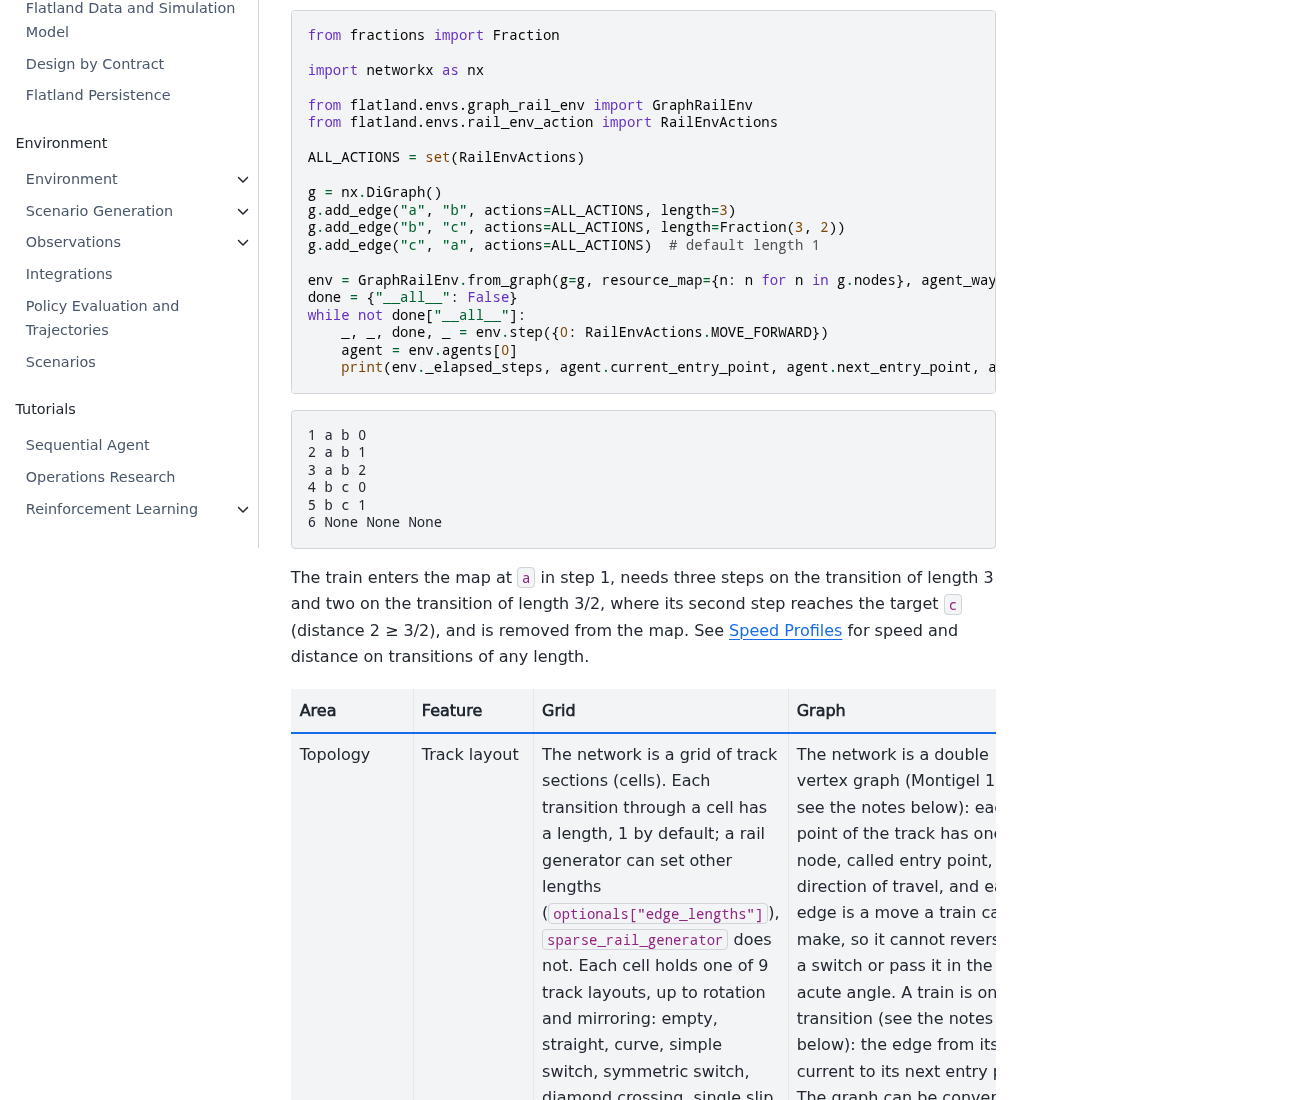 Flatland Data and Simulation
Model
Design by Contract
Flatland Persistence
Environment
Environment
Scenario Generation
Observations
Integrations
Policy Evaluation and
Trajectories
Scenarios
Tutorials
Sequential Agent
Operations Research
Reinforcement Learning
from fractions import Fraction
import networkx as nx
from flatland.envs.graph_rail_env import GraphRailEnv
from flatland.envs.rail_env_action import RailEnvActions
ALL_ACTIONS = set(RailEnvActions)
g = nx.DiGraph()
g.add_edge("a", "b", actions=ALL_ACTIONS, length=3)
g.add_edge("b", "c", actions=ALL_ACTIONS, length=Fraction(3, 2))
g.add_edge("c", "a", actions=ALL_ACTIONS)  # default length 1
env = GraphRailEnv.from_graph(g=g, resource_map={n: n for n in g.nodes}, agent_way
done = {"__all__": False}
while not done["__all__"]:
    _, _, done, _ = env.step({0: RailEnvActions.MOVE_FORWARD})
    agent = env.agents[0]
    print(env._elapsed_steps, agent.current_entry_point, agent.next_entry_point, a
1 a b 0
2 a b 1
3 a b 2
4 b c 0
5 b c 1
6 None None None
The train enters the map at a in step 1, needs three steps on the transition of length 3
and two on the transition of length 3/2, where its second step reaches the target c
(distance 2 ≥ 3/2), and is removed from the map. See Speed Profiles for speed and
distance on transitions of any length.
Area Feature Grid Graph
Topology
Track layout
The network is a grid of track
sections (cells). Each
transition through a cell has
a length, 1 by default; a rail
generator can set other
lengths
(optionals["edge_lengths"]),
sparse_rail_generator does
not. Each cell holds one of 9
track layouts, up to rotation
and mirroring: empty,
straight, curve, simple
switch, symmetric switch,
diamond crossing, single slip
The network is a double
vertex graph (Montigel 1
see the notes below): eac
point of the track has one
node, called entry point,
direction of travel, and ea
edge is a move a train ca
make, so it cannot revers
a switch or pass it in the
acute angle. A train is on
transition (see the notes
below): the edge from its
current to its next entry p
The graph can be conver